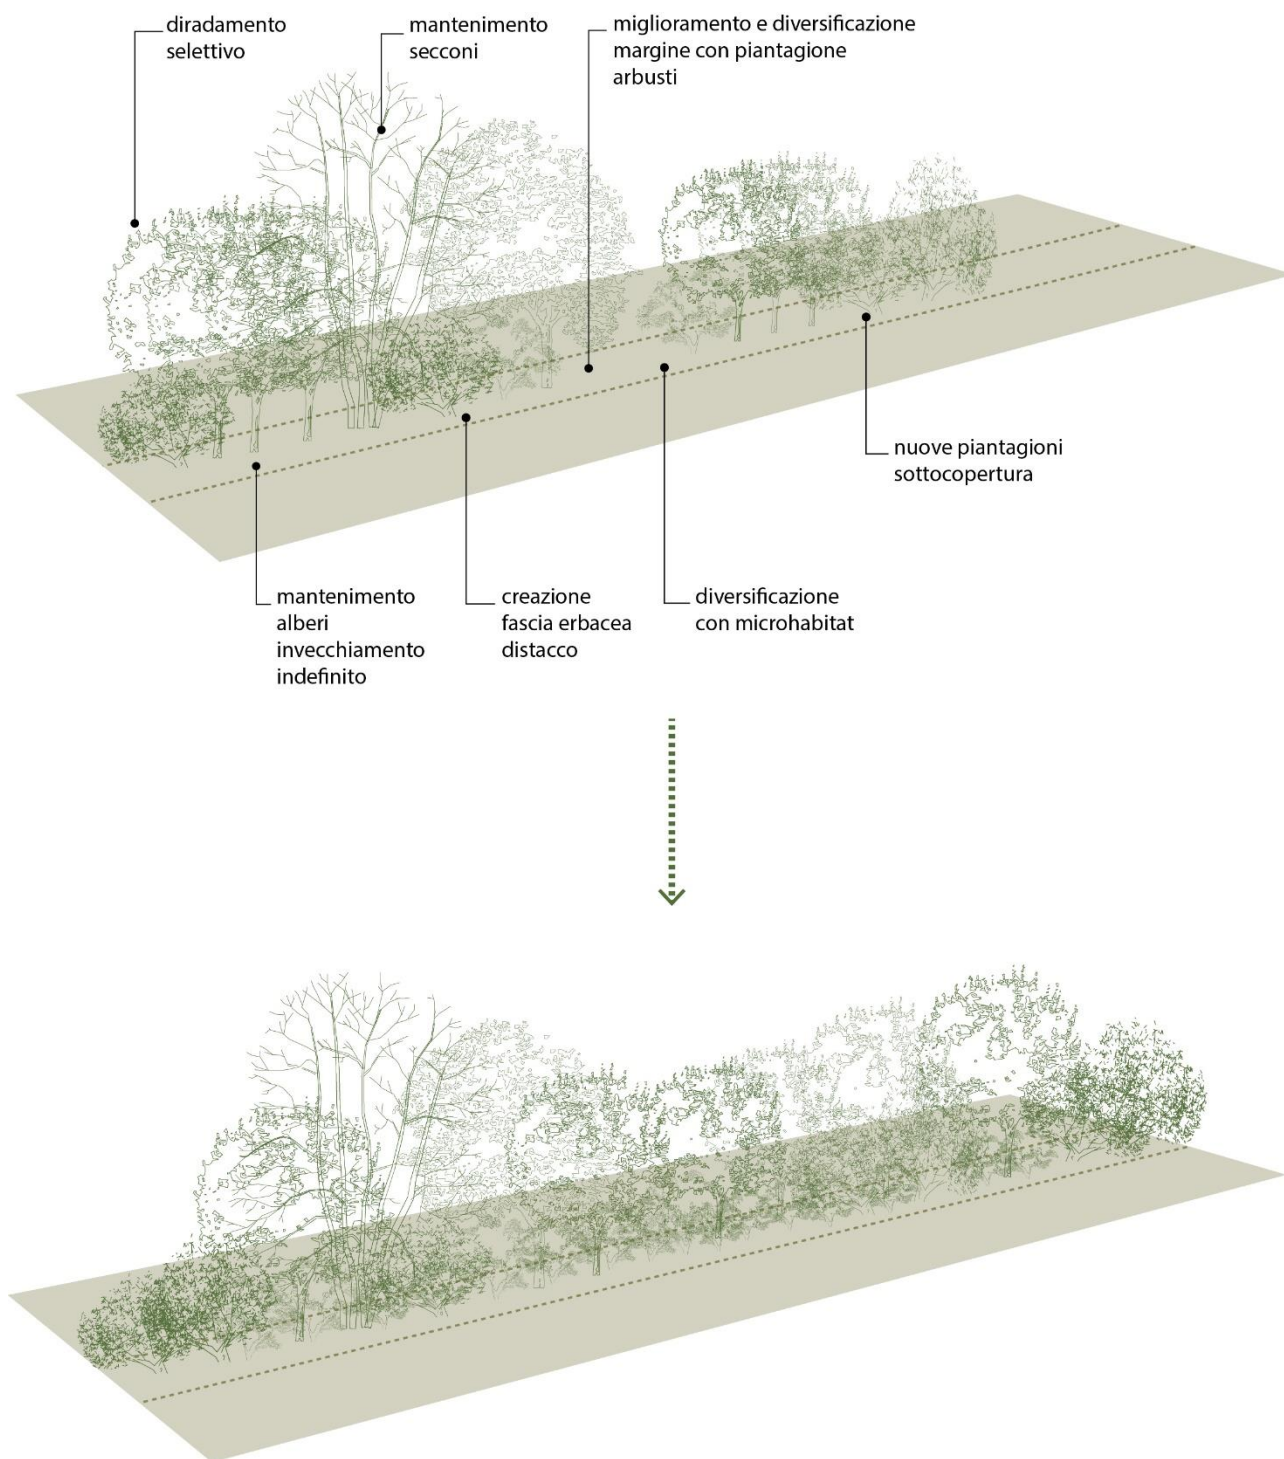 diradamento
selettivo
mantenimento
secconi
miglioramento e diversificazione
margine con piantagione
arbusti
nuove piantagioni
sottocopertura
mantenimento
alberi
invecchiamento
indefinito
creazione
fascia erbacea
distacco
diversificazione
con microhabitat